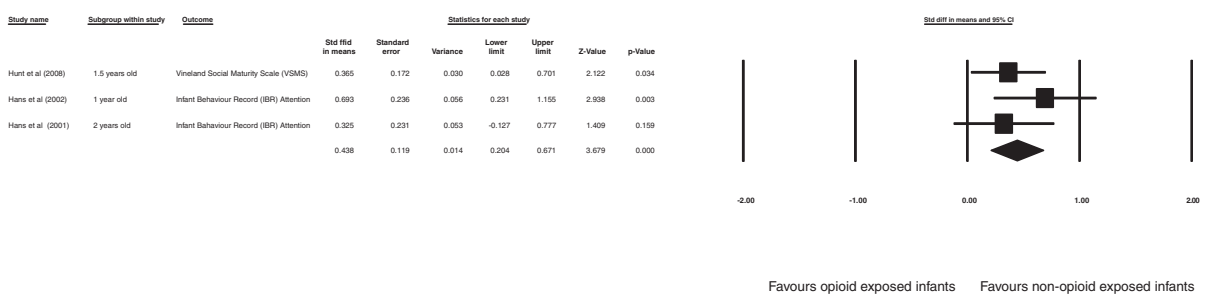 Study name Subgroup within study Outcome Statistics for each study Std diff in means and 95% CI
Std ffid in means Standard error Variance Lower limit Upper limit Z-Value p-Value
Hunt et al (2008) 1.5 years old Vineland Social Maturity Scale (VSMS) 0.365 0.172 0.030 0.028 0.701 2.122 0.034
Hans et al (2002) 1 year old Infant Behaviour Record (IBR) Attention 0.693 0.236 0.056 0.231 1.155 2.938 0.003
Hans et al (2001) 2 years old Infant Bahaviour Record (IBR) Attention 0.325 0.231 0.053 -0.127 0.777 1.409 0.159
0.438 0.119 0.014 0.204 0.671 3.679 0.000
-2.00 -1.00 0.00 1.00 2.00
Favours opioid exposed infants Favours non-opioid exposed infants